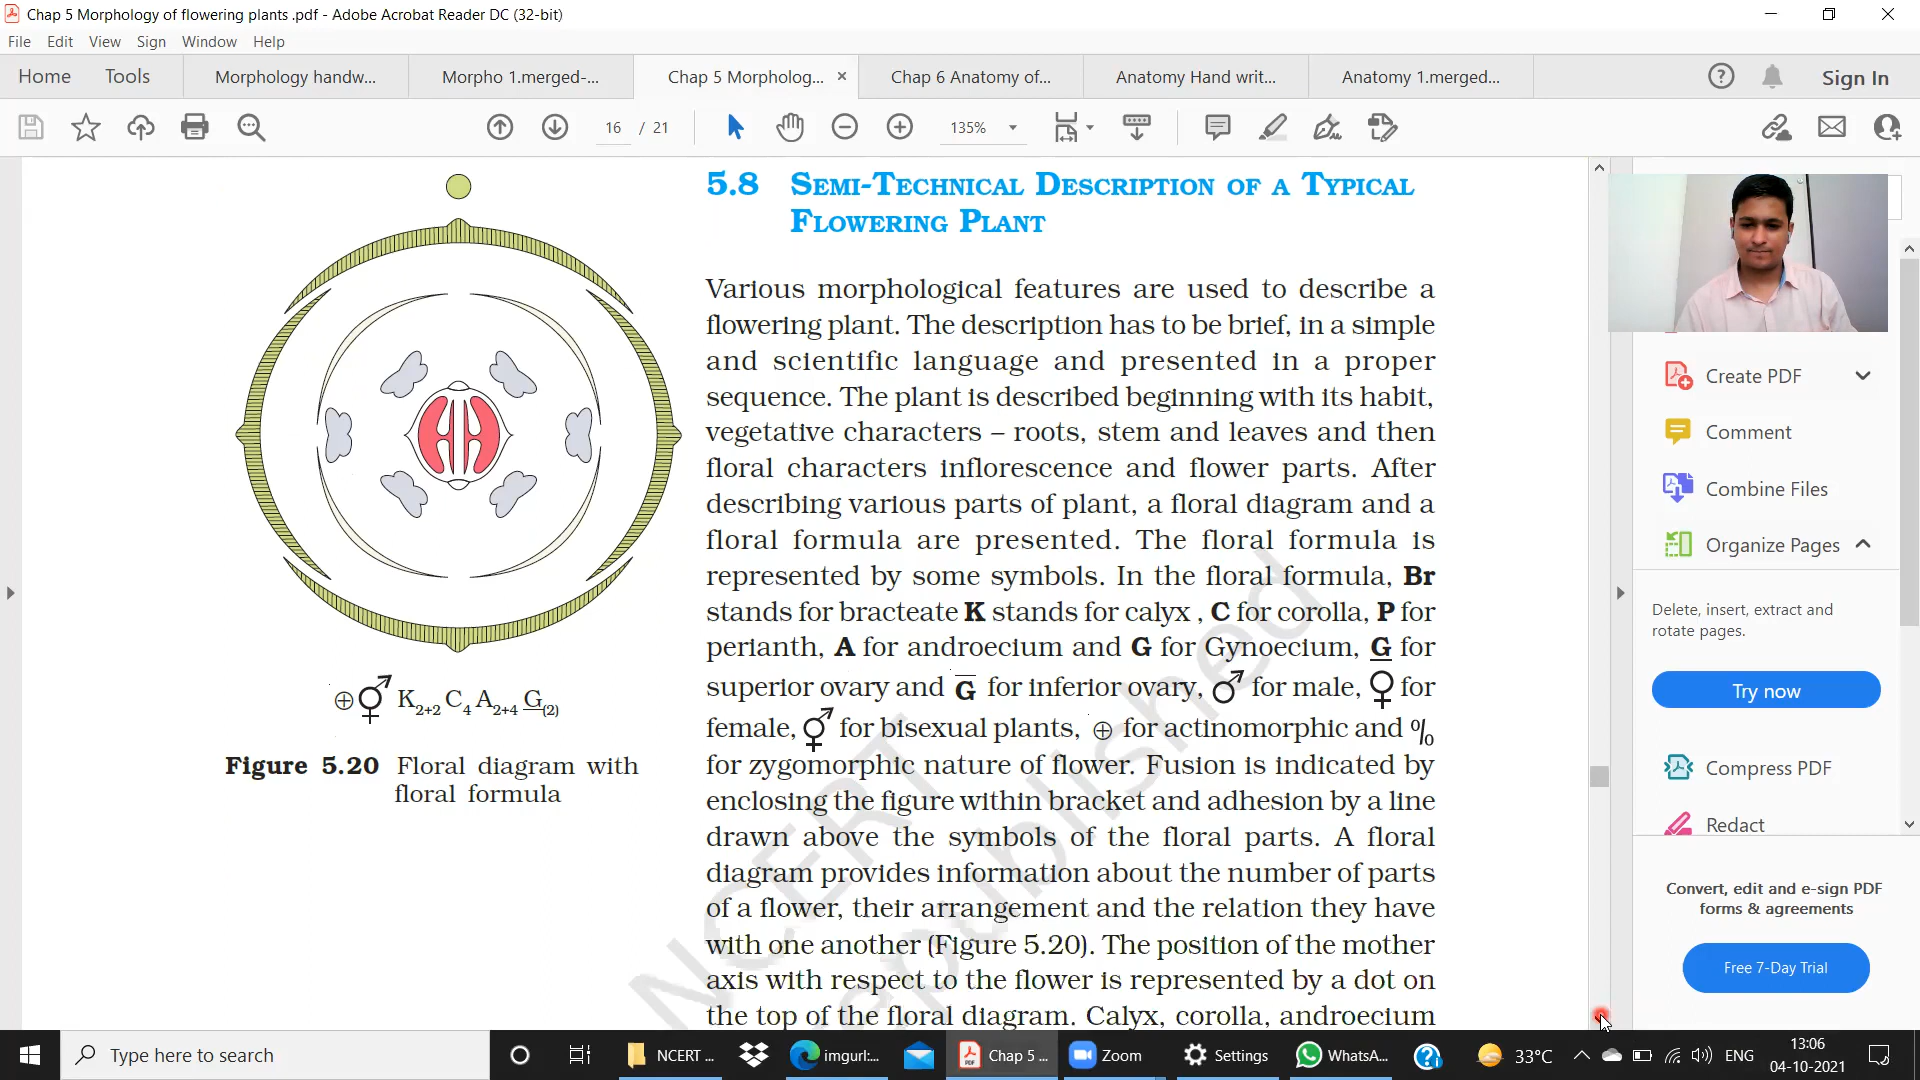 Chap 5 Morphology of flowering plants .pdf - Adobe Acrobat Reader DC (32-bit)
File Edit View Sign Window Help
Home Tools Morphology handw... Morpho 1.merged-... Chap 5 Morpholog... × Chap 6 Anatomy of... Anatomy Hand writ... Anatomy 1.merged... Sign In
16 / 21 135%
5.8 SEMI-TECHNICAL DESCRIPTION OF A TYPICAL
FLOWERING PLANT
Various morphological features are used to describe a
flowering plant. The description has to be brief, in a simple
and scientific language and presented in a proper
sequence. The plant is described beginning with its habit,
vegetative characters – roots, stem and leaves and then
floral characters inflorescence and flower parts. After
describing various parts of plant, a floral diagram and a
floral formula are presented. The floral formula is
represented by some symbols. In the floral formula, Br
stands for bracteate K stands for calyx , C for corolla, P for
perianth, A for androecium and G for Gynoecium, G̲ for
superior ovary and G̅ for inferior ovary, ♂ for male, ♀ for
female, ⚥ for bisexual plants, ⊕ for actinomorphic and %
for zygomorphic nature of flower. Fusion is indicated by
enclosing the figure within bracket and adhesion by a line
drawn above the symbols of the floral parts. A floral
diagram provides information about the number of parts
of a flower, their arrangement and the relation they have
with one another (Figure 5.20). The position of the mother
axis with respect to the flower is represented by a dot on
the top of the floral diagram. Calyx, corolla, androecium
⊕ ⚥ K₂₊₂ C₄ A₂₊₄ G̲₍₂₎
Figure 5.20 Floral diagram with
floral formula
NCERT
republished
Create PDF
Comment
Combine Files
Organize Pages
Delete, insert, extract and
rotate pages.
Try now
Compress PDF
Redact
Convert, edit and e-sign PDF
forms & agreements
Free 7-Day Trial
Type here to search NCERT ... imgurl:... Chap 5 ... Zoom Settings WhatsA... 33°C ENG 13:06
04-10-2021